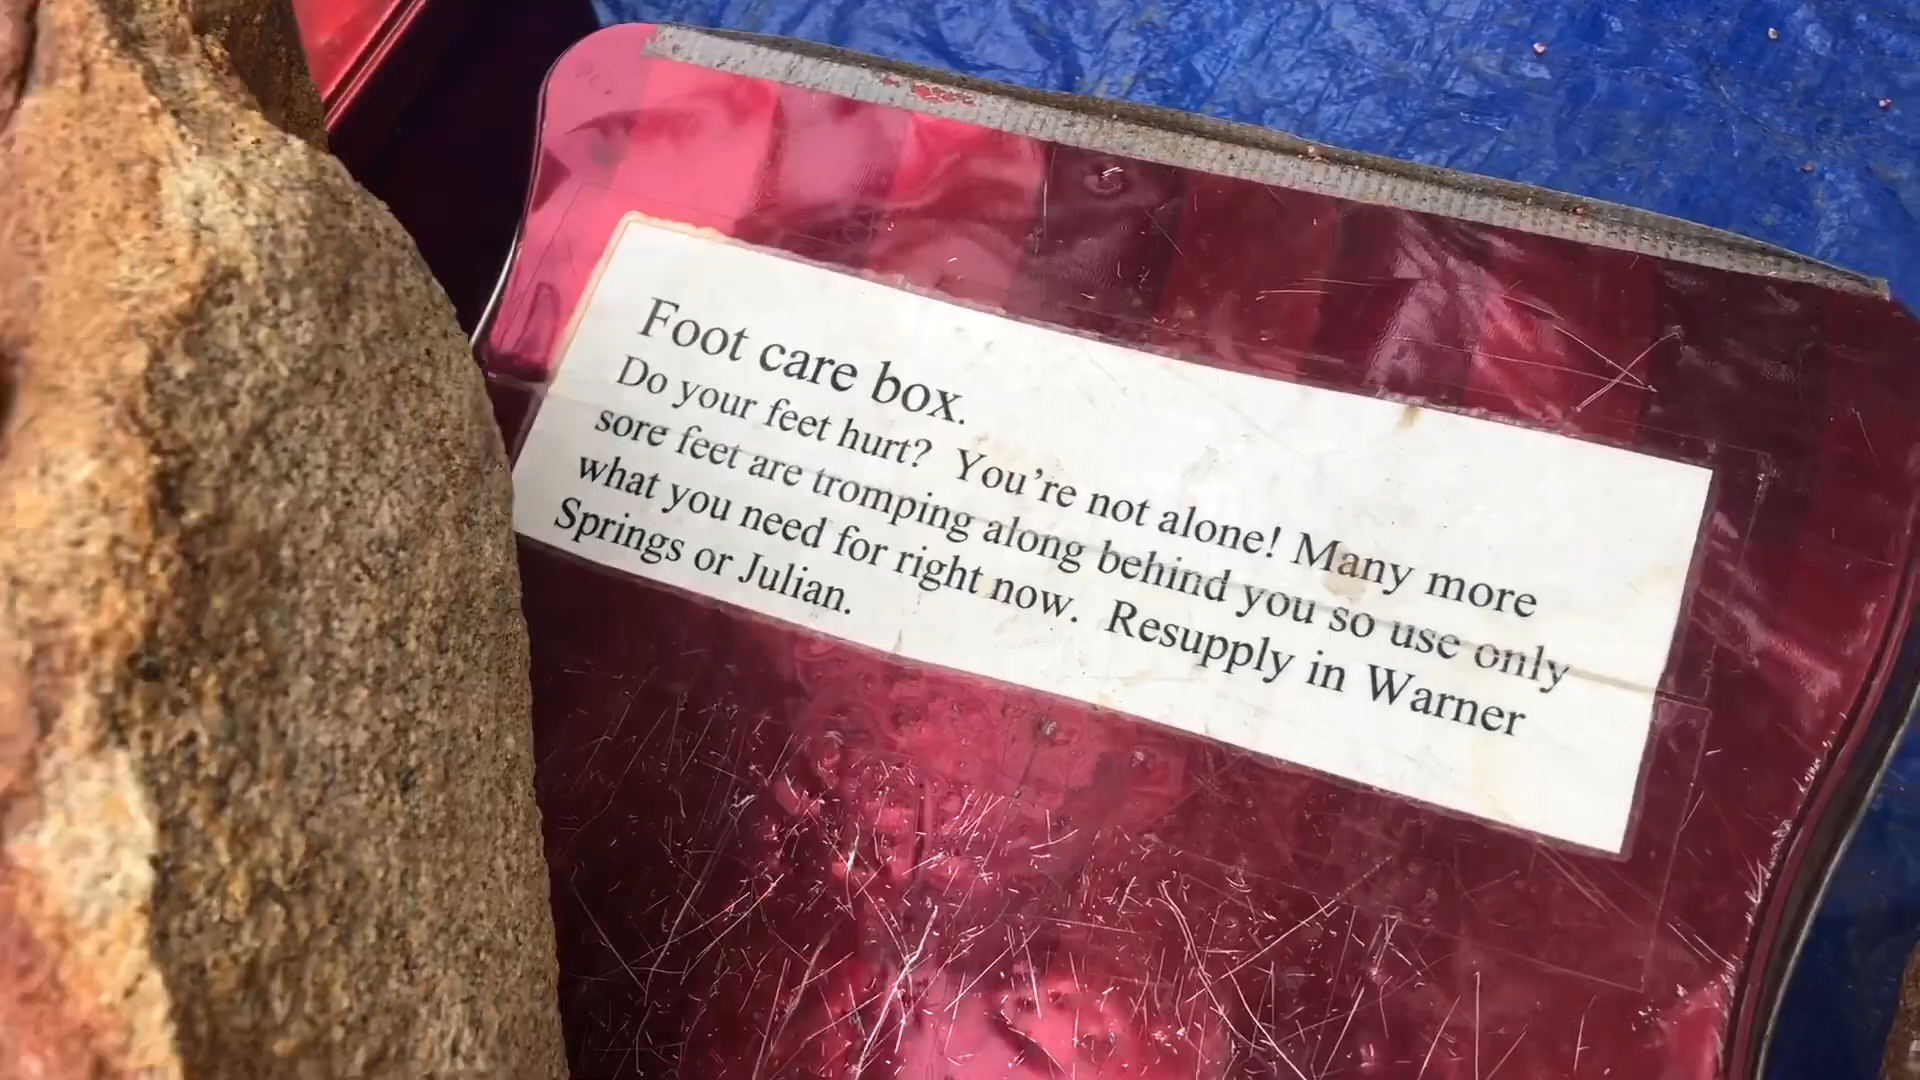 Foot care box.
Do your feet hurt? You're not alone! Many more
sore feet are tromping along behind you so use only
what you need for right now. Resupply in Warner
Springs or Julian.